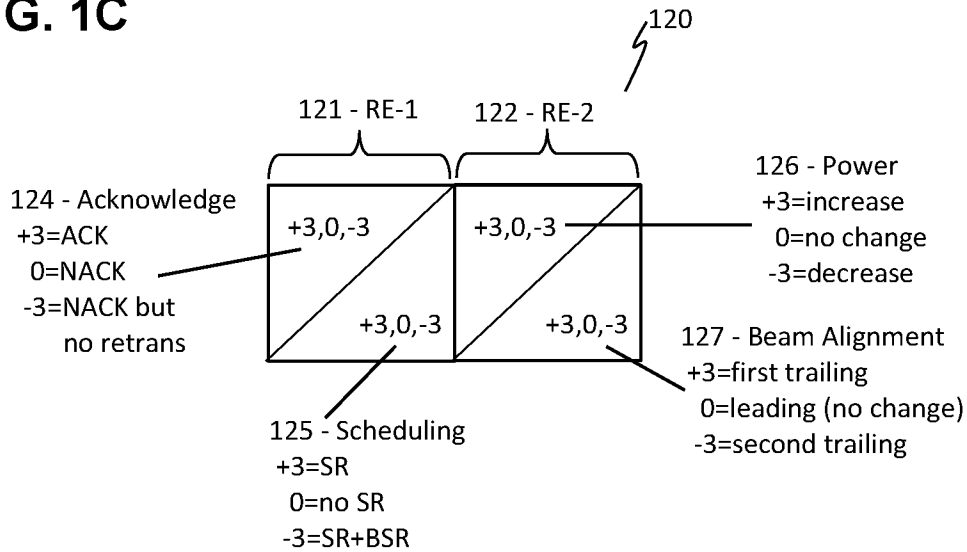 G. 1C
120
121 - RE-1
122 - RE-2
124 - Acknowledge
+3=ACK
0=NACK
-3=NACK but
no retrans
+3,0,-3
+3,0,-3
+3,0,-3
+3,0,-3
126 - Power
+3=increase
0=no change
-3=decrease
127 - Beam Alignment
+3=first trailing
0=leading (no change)
-3=second trailing
125 - Scheduling
+3=SR
0=no SR
-3=SR+BSR